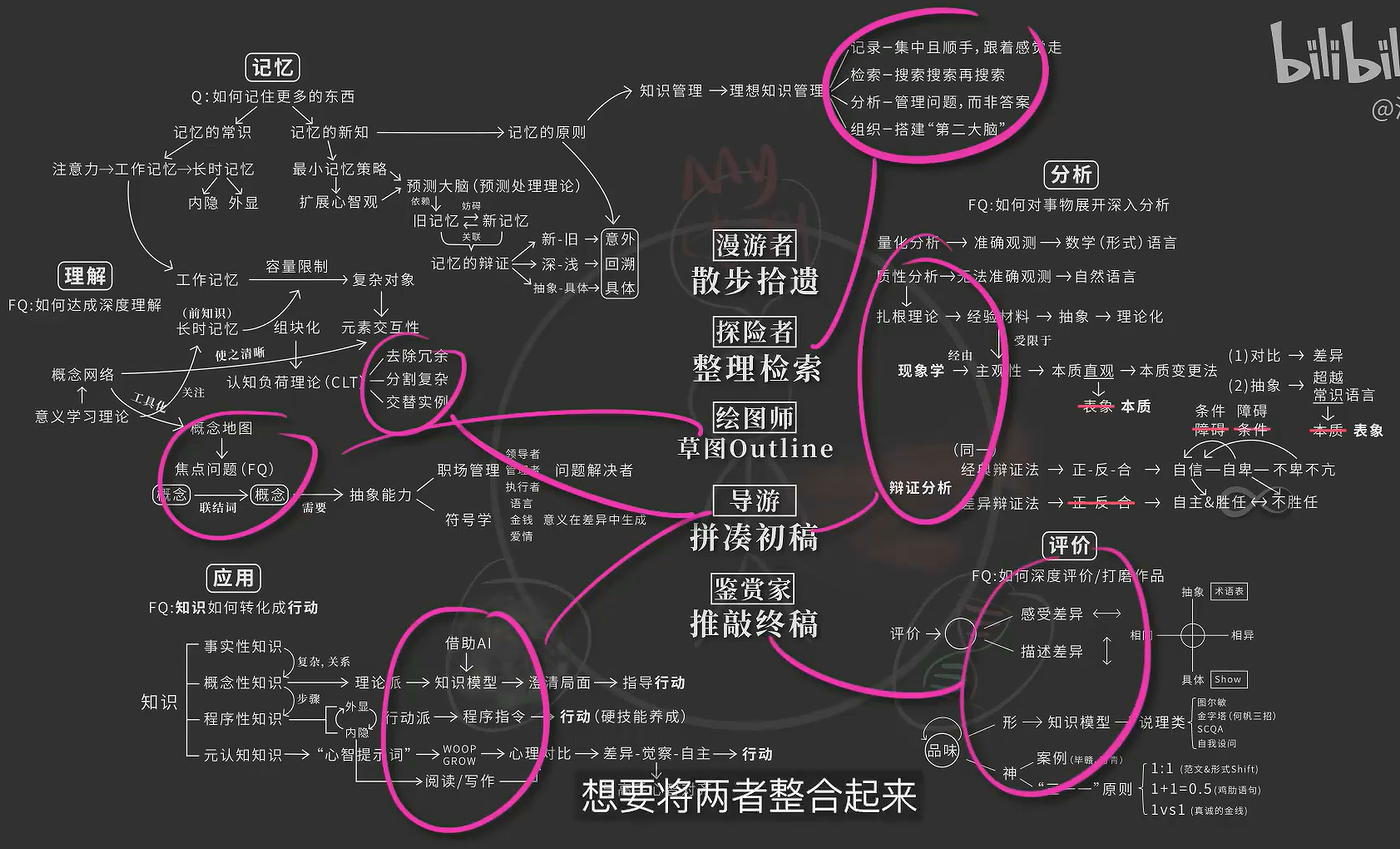 bilibil
@
记忆
Q:如何记住更多的东西
记忆的常识
记忆的新知
记忆的原则
注意力→工作记忆→长时记忆
内隐 外显
最小记忆策略
扩展心智观
预测大脑(预测处理理论)
依赖
妨碍
旧记忆⇄新记忆
关联
记忆的辩证
新-旧→意外
深-浅→回溯
抽象-具体→具体
知识管理→理想知识管理
记录-集中且顺手,跟着感觉走
检索-搜索搜索再搜索
分析-管理问题,而非答案
组织-搭建“第二大脑”
理解
FQ:如何达成深度理解
工作记忆
容量限制
复杂对象
(前知识)
长时记忆
组块化
元素交互性
使之清晰
概念网络
认知负荷理论(CLT)
去除冗余
分割复杂
交替实例
关注
工具化
意义学习理论
概念地图
焦点问题(FQ)
概念
联结词
概念
需要
抽象能力
职场管理
领导者
管理者
执行者
问题解决者
符号学
语言
金钱
爱情
意义在差异中生成
漫游者
散步拾遗
探险者
整理检索
绘图师
草图Outline
导游
拼凑初稿
鉴赏家
推敲终稿
分析
FQ:如何对事物展开深入分析
量化分析→准确观测→数学(形式)语言
质性分析→无法准确观测→自然语言
扎根理论→经验材料→抽象→理论化
经由
受限于
现象学→主观性→本质直观→本质变更法
表象 本质
(1)对比→差异
(2)抽象→超越
常识语言
本质 表象
条件 障碍
障碍 条件
(同一)
经典辩证法→正-反-合→自信—自卑—不卑不亢
辩证分析
差异辩证法→正-反-合→自主&胜任↔不胜任
应用
FQ:知识如何转化成行动
知识
事实性知识
复杂,关系
概念性知识→理论派→知识模型→澄清局面→指导行动
借助AI
步骤
程序性知识
外显
内隐
行动派→程序指令→行动(硬技能养成)
元认知知识→“心智提示词”→WOOP
GROW
→心理对比→差异-觉察-自主→行动
阅读/写作
评价
FQ:如何深度评价/打磨作品
评价→
感受差异
描述差异
抽象 术语表
相异
具体 Show
品味
形→知识模型→说理类
图尔敏
金字塔(何帆三招)
SCQA
自我设问
神
案例
原则
1:1(范文&形式Shift)
1+1=0.5(鸡肋语句)
1vs1(真诚的金线)
想要将两者整合起来